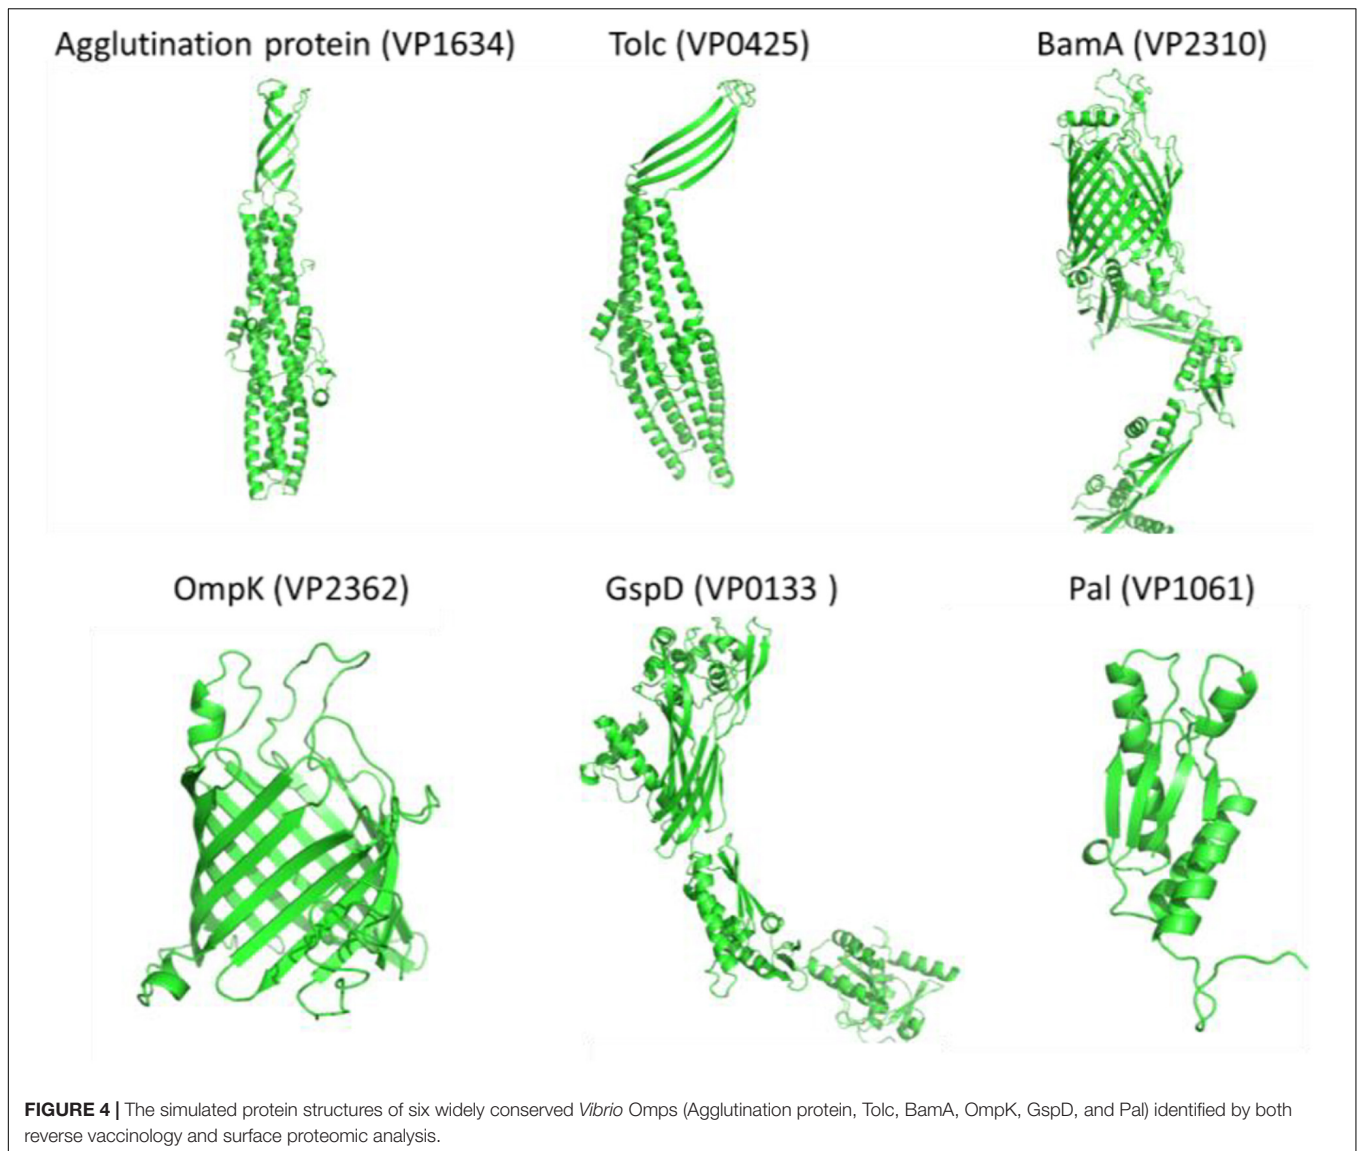 Agglutination protein (VP1634) Tolc (VP0425) BamA (VP2310)
OmpK (VP2362) GspD (VP0133 ) Pal (VP1061)
FIGURE 4 | The simulated protein structures of six widely conserved Vibrio Omps (Agglutination protein, Tolc, BamA, OmpK, GspD, and Pal) identified by both
reverse vaccinology and surface proteomic analysis.